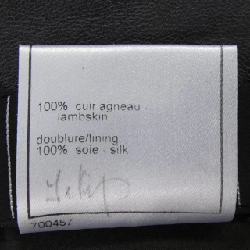 100% cuir agneau
lambskin
doublure/lining
100% soie - silk
700457